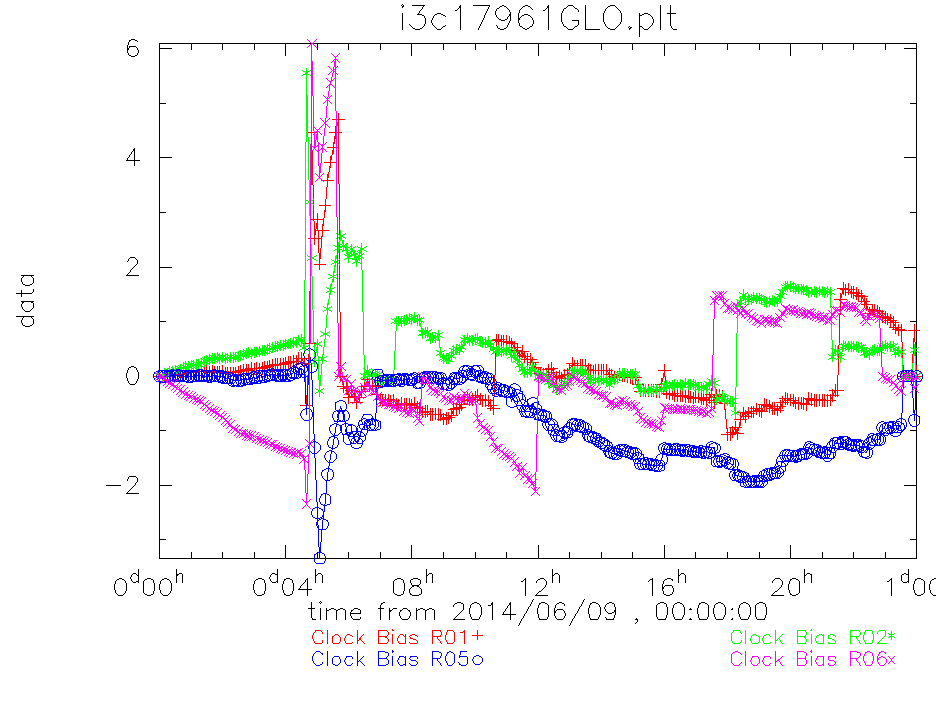 i3c17961GLO.plt
6
4
2
0
−2
data
0ᵈ00ʰ 0ᵈ04ʰ 08ʰ 12ʰ 16ʰ 20ʰ 1ᵈ00
time from 2014/06/09 , 00:00:00
Clock Bias R01+ Clock Bias R02*
Clock Bias R05o Clock Bias R06x